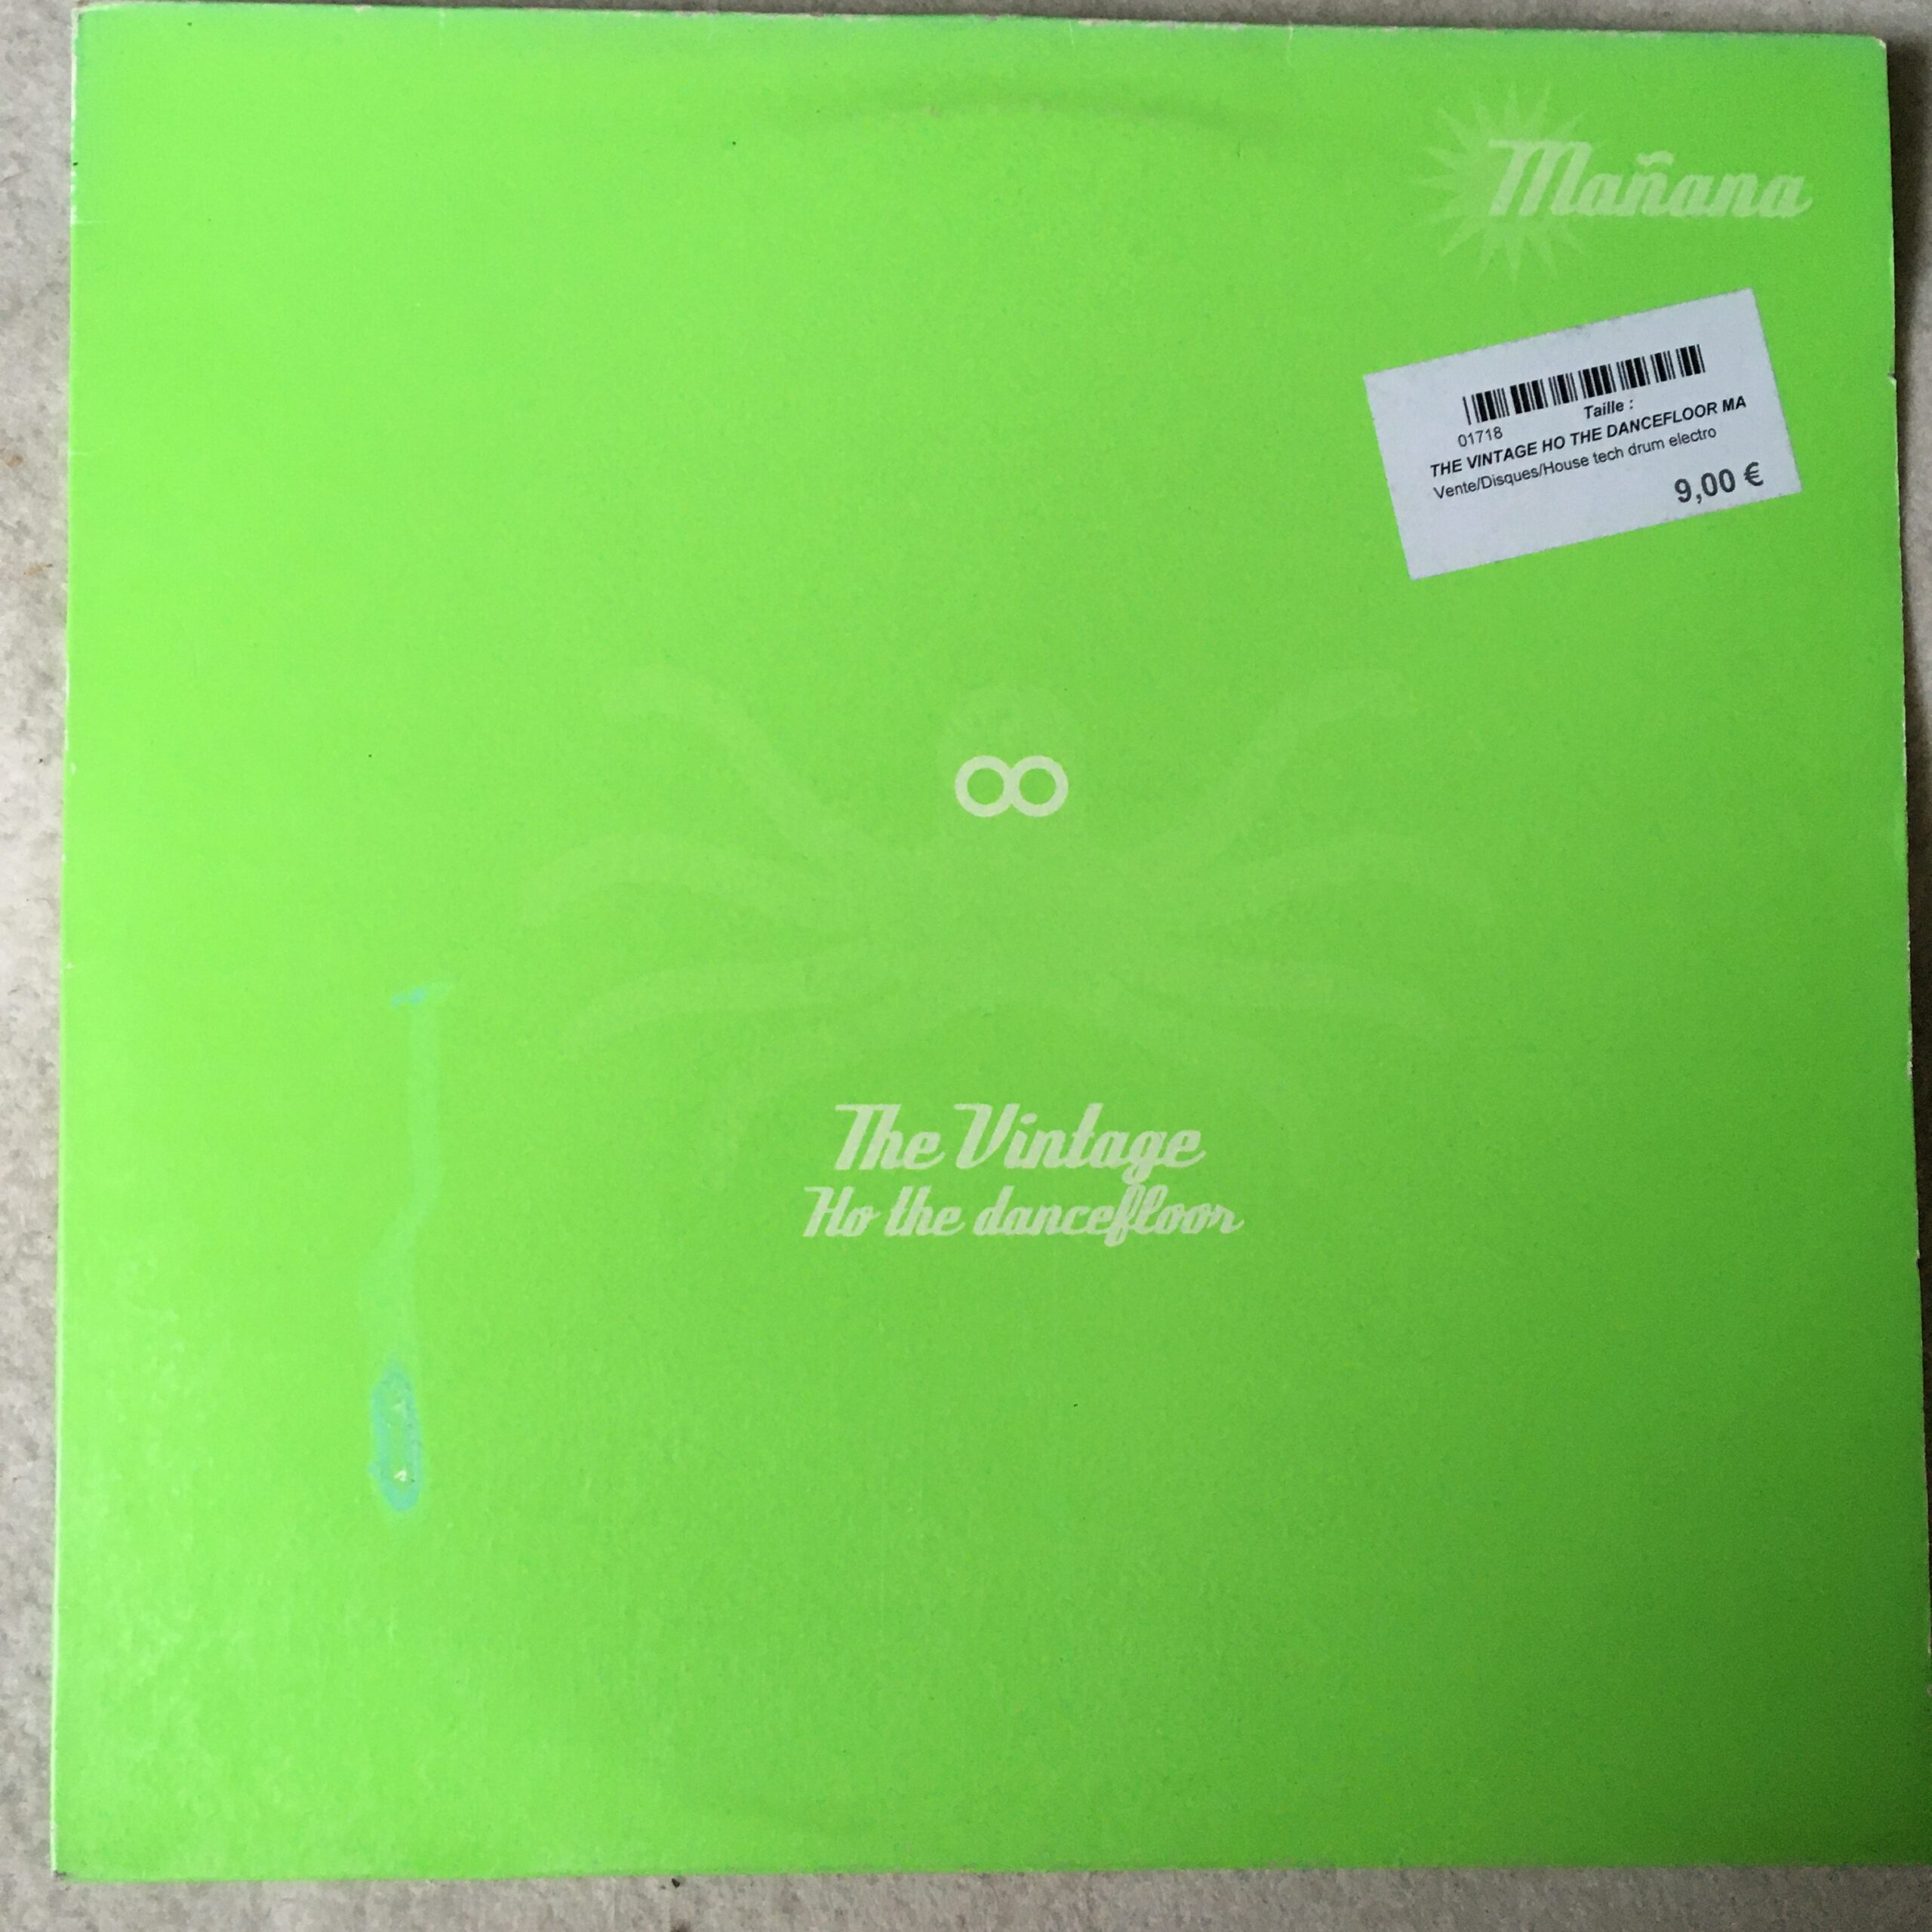 Mañana
Taille :
01718
THE VINTAGE HO THE DANCEFLOOR MA
Vente/Disques/House tech drum electro
9,00 €
The Vintage
Ho the dancefloor